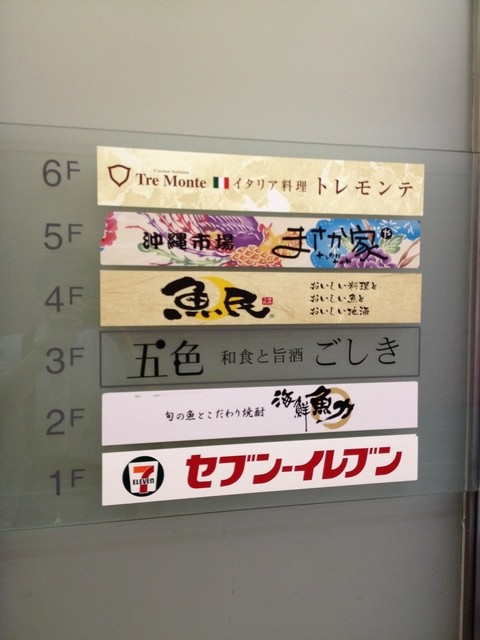 6F
Cucina Italiana
Tre Monte イタリア料理 トレモンテ
5F
沖縄市場 まさか家
4F
魚民
おいしい料理と
おいしい魚と
おいしい地酒
3F
五色 和食と旨酒 ごしき
2F
旬の魚とこだわり焼酎 海鮮魚力
1F
7 ELEVEN セブン-イレブン